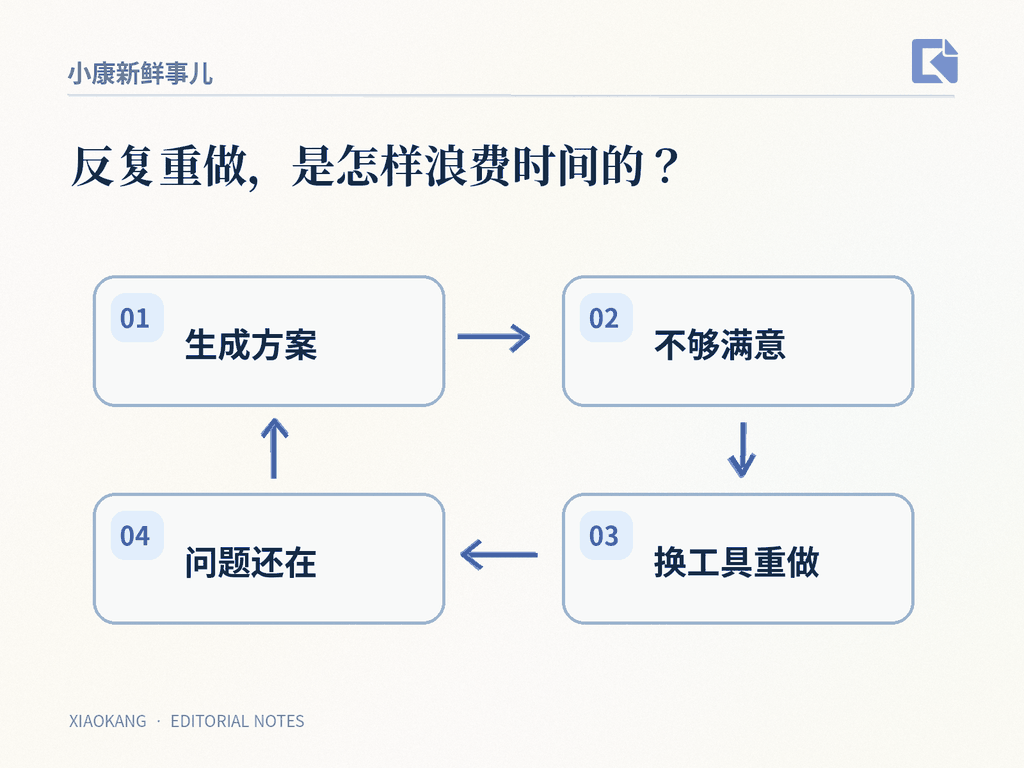 小康新鲜事儿
反复重做，是怎样浪费时间的？
01
生成方案
02
不够满意
04
问题还在
03
换工具重做
XIAOKANG · EDITORIAL NOTES